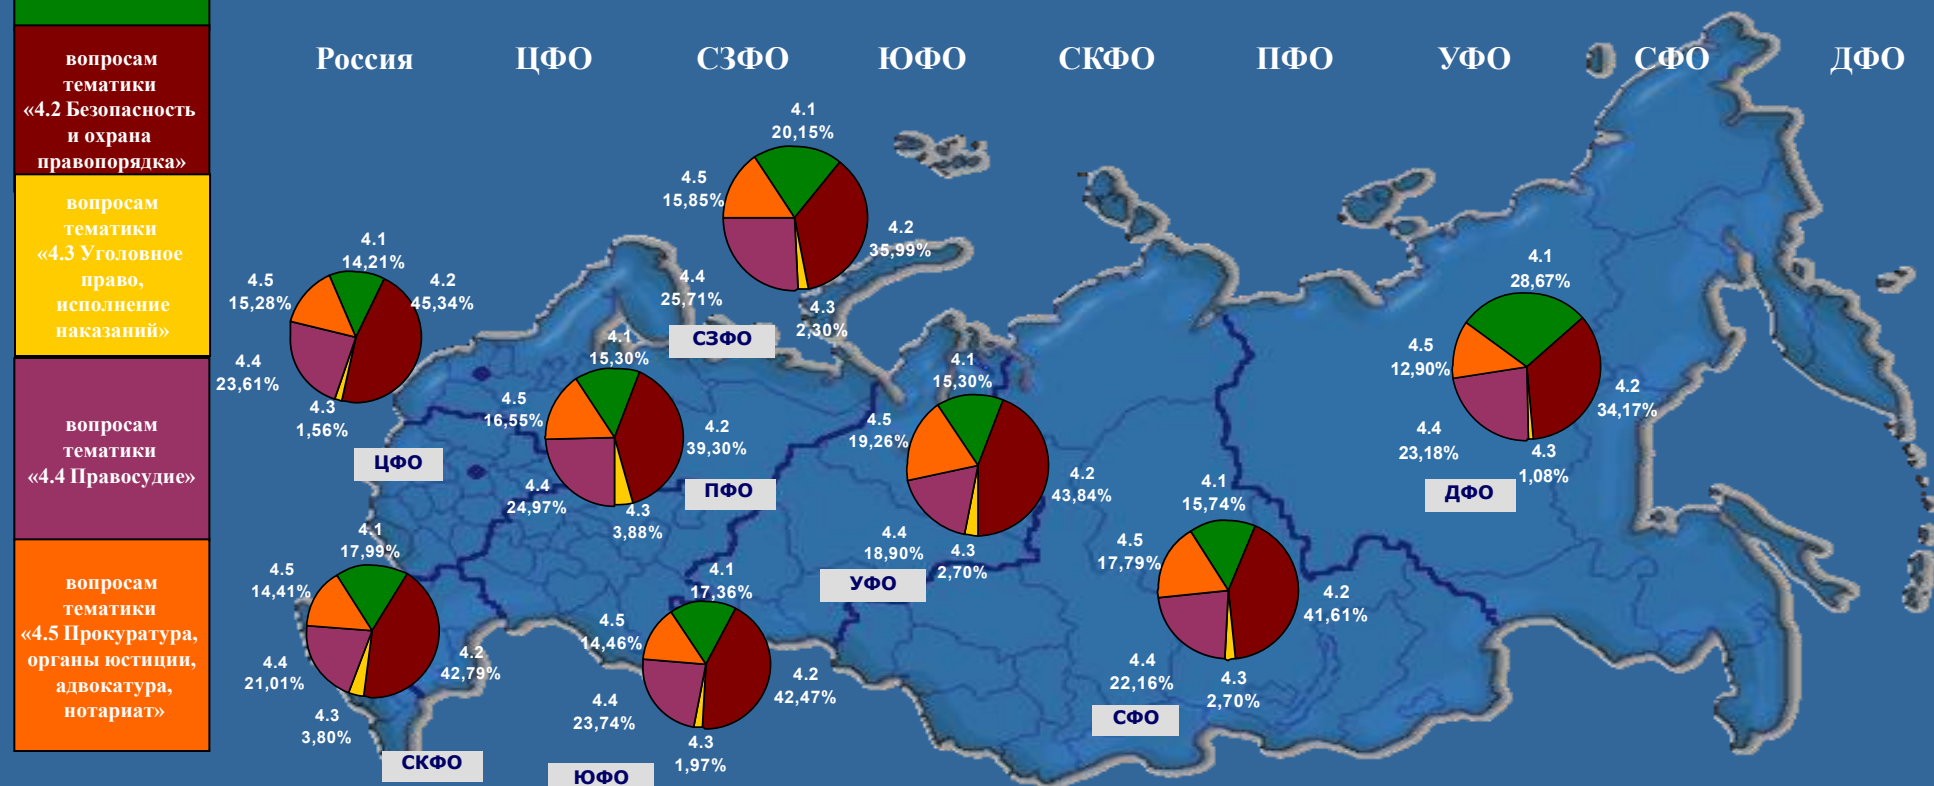 вопросам
тематики
«4.2 Безопасность
и охрана
правопорядка»
вопросам
тематики
«4.3 Уголовное
право,
исполнение
наказаний»
вопросам
тематики
«4.4 Правосудие»
вопросам
тематики
«4.5 Прокуратура,
органы юстиции,
адвокатура,
нотариат»
Россия ЦФО СЗФО ЮФО СКФО ПФО УФО СФО ДФО
4.1
14,21%
4.2
45,34%
4.5
15,28%
4.4
23,61%
4.3
1,56%
ЦФО
4.1
20,15%
4.5
15,85%
4.2
35,99%
4.4
25,71%
4.3
2,30%
СЗФО
4.1
15,30%
4.5
16,55%
4.2
39,30%
4.4
24,97%
4.3
3,88%
ПФО
4.1
15,30%
4.5
19,26%
4.2
43,84%
4.4
18,90%
4.3
2,70%
УФО
4.1
28,67%
4.5
12,90%
4.2
34,17%
4.4
23,18%
4.3
1,08%
ДФО
4.1
15,74%
4.5
17,79%
4.2
41,61%
4.4
22,16%
4.3
2,70%
СФО
4.1
17,99%
4.5
14,41%
4.2
42,79%
4.4
21,01%
4.3
3,80%
СКФО
4.1
17,36%
4.5
14,46%
4.2
42,47%
4.4
23,74%
4.3
1,97%
ЮФО